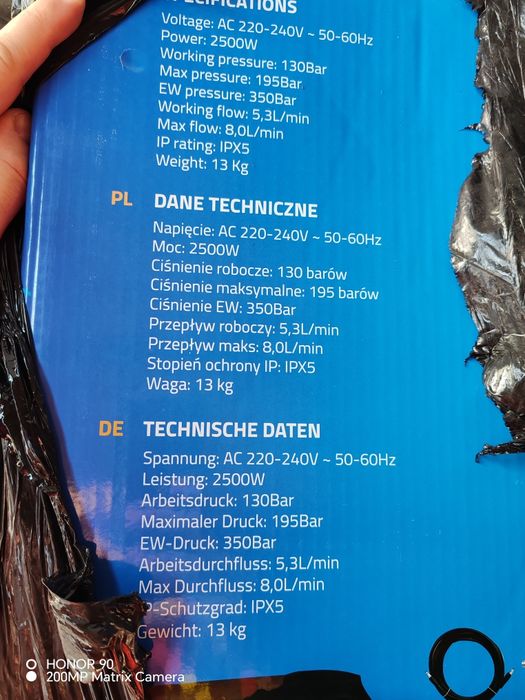 SPECIFICATIONS
Voltage: AC 220-240V ~ 50-60Hz
Power: 2500W
Working pressure: 130Bar
Max pressure: 195Bar
EW pressure: 350Bar
Working flow: 5,3L/min
Max flow: 8,0L/min
IP rating: IPX5
Weight: 13 Kg
PL DANE TECHNICZNE
Napięcie: AC 220-240V ~ 50-60Hz
Moc: 2500W
Ciśnienie robocze: 130 barów
Ciśnienie maksymalne: 195 barów
Ciśnienie EW: 350Bar
Przepływ roboczy: 5,3L/min
Przepływ maks: 8,0L/min
Stopień ochrony IP: IPX5
Waga: 13 kg
DE TECHNISCHE DATEN
Spannung: AC 220-240V ~ 50-60Hz
Leistung: 2500W
Arbeitsdruck: 130Bar
Maximaler Druck: 195Bar
EW-Druck: 350Bar
Arbeitsdurchfluss: 5,3L/min
Max Durchfluss: 8,0L/min
IP-Schutzgrad: IPX5
Gewicht: 13 kg
HONOR 90
200MP Matrix Camera